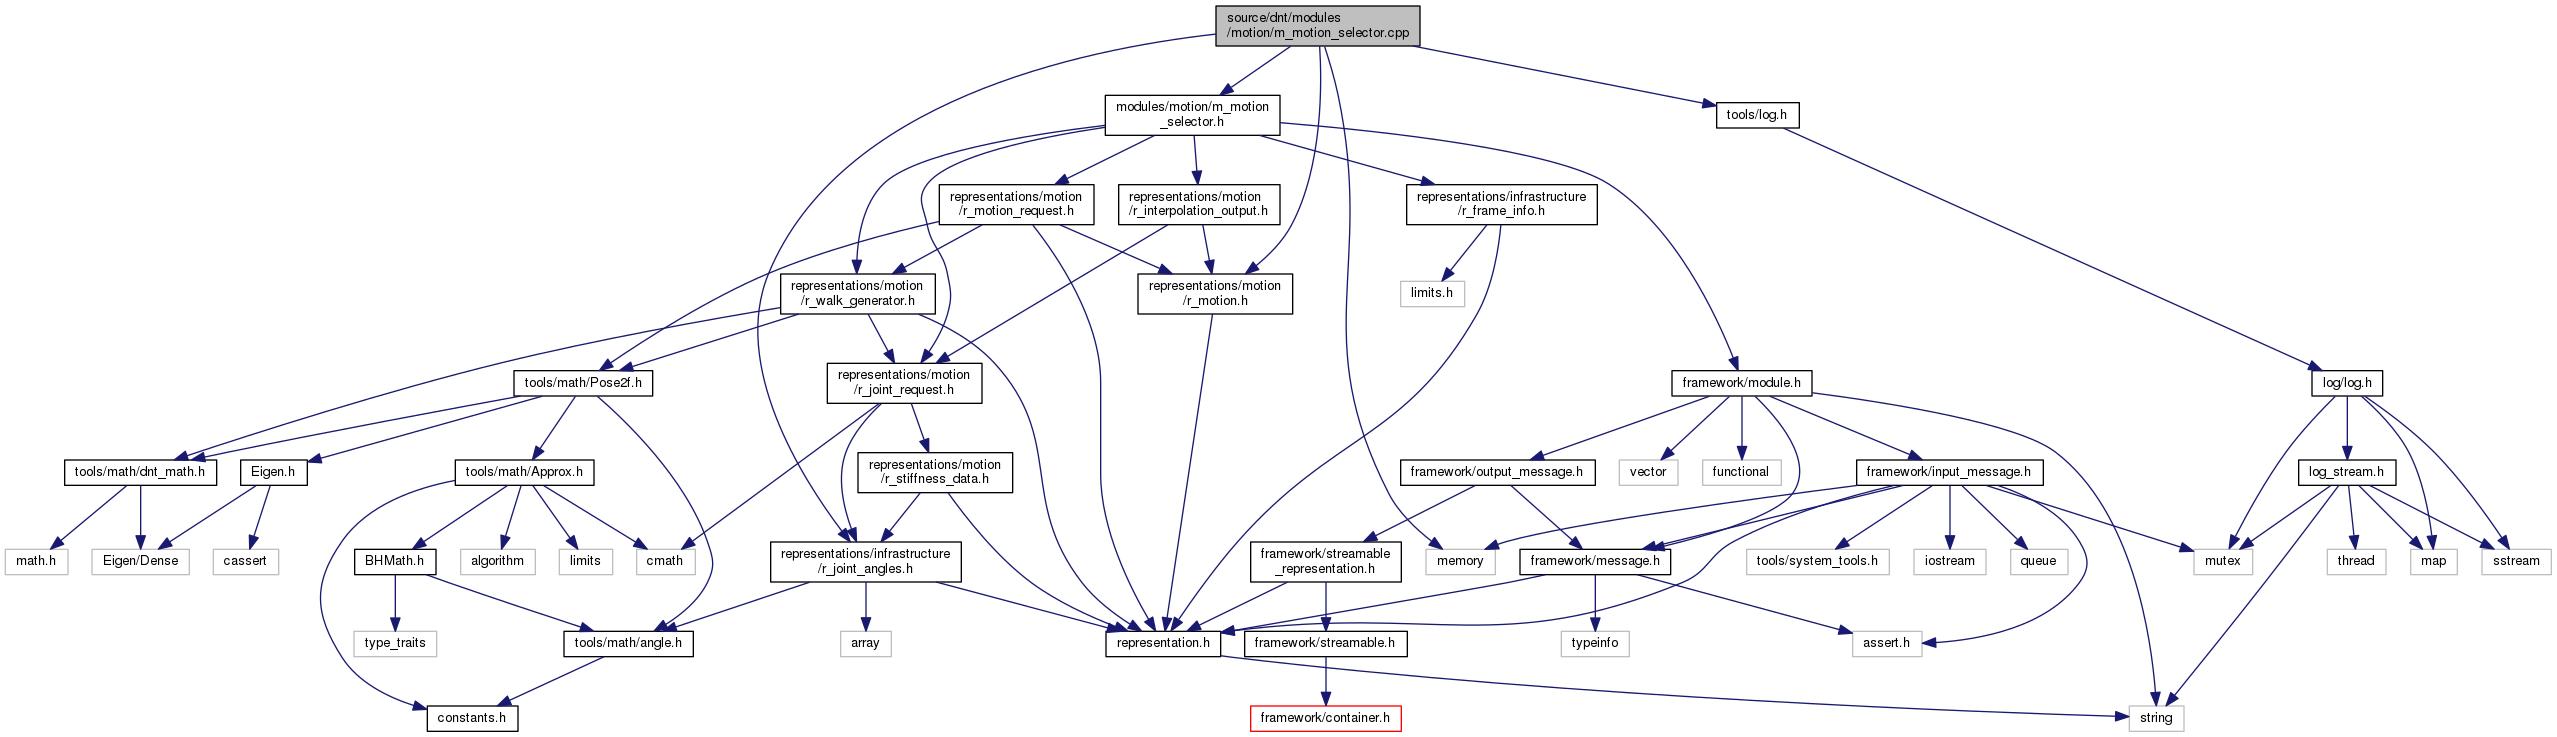 source/dnt/modules
/motion/m_motion_selector.cpp
modules/motion/m_motion
_selector.h
tools/log.h
representations/motion
/r_motion_request.h
representations/motion
/r_interpolation_output.h
representations/infrastructure
/r_frame_info.h
representations/motion
/r_walk_generator.h
representations/motion
/r_motion.h
limits.h
tools/math/Pose2f.h
representations/motion
/r_joint_request.h
framework/module.h
log/log.h
tools/math/dnt_math.h
Eigen.h
tools/math/Approx.h
representations/motion
/r_stiffness_data.h
framework/output_message.h
vector
functional
framework/input_message.h
log_stream.h
math.h
Eigen/Dense
cassert
BHMath.h
algorithm
limits
cmath
representations/infrastructure
/r_joint_angles.h
framework/streamable
_representation.h
memory
framework/message.h
tools/system_tools.h
iostream
queue
mutex
thread
map
sstream
type_traits
tools/math/angle.h
array
representation.h
framework/streamable.h
typeinfo
assert.h
constants.h
framework/container.h
string